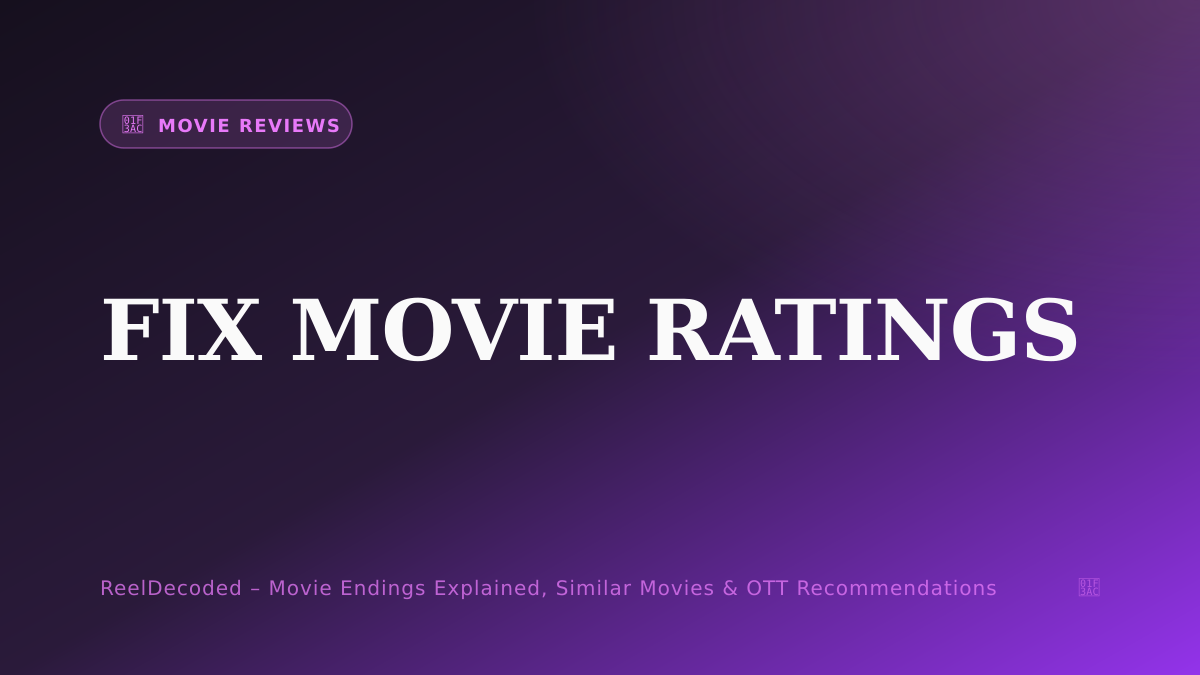 MOVIE REVIEWS
FIX MOVIE RATINGS
ReelDecoded – Movie Endings Explained, Similar Movies & OTT Recommendations